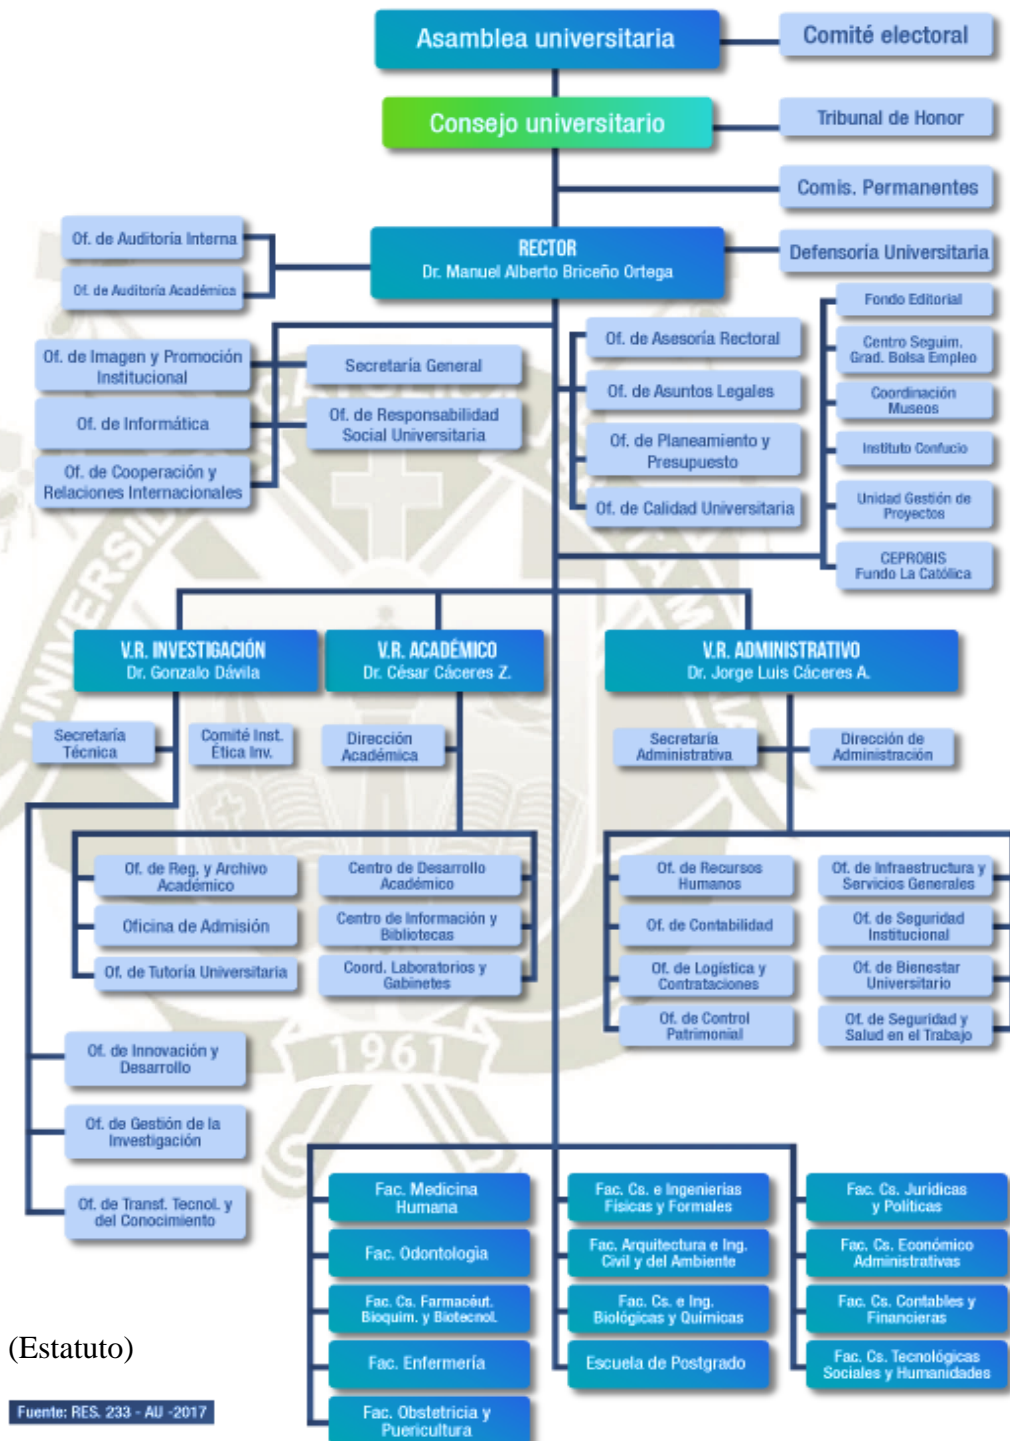 Asamblea universitaria
Comité electoral
Consejo universitario
Tribunal de Honor
Comis. Permanentes
Of. de Auditoría Interna
Of. de Auditoría Académica
RECTOR
Dr. Manuel Alberto Briceño Ortega
Defensoría Universitaria
Fondo Editorial
Centro Seguim.
Grad. Bolsa Empleo
Coordinación
Museos
Instituto Confucio
Unidad Gestión de
Proyectos
CEPROBIS
Fundo La Católica
Of. de Imagen y Promoción
Institucional
Secretaría General
Of. de Informática
Of. de Responsabilidad
Social Universitaria
Of. de Cooperación y
Relaciones Internacionales
Of. de Asesoría Rectoral
Of. de Asuntos Legales
Of. de Planeamiento y
Presupuesto
Of. de Calidad Universitaria
V.R. INVESTIGACIÓN
Dr. Gonzalo Dávila
V.R. ACADÉMICO
Dr. César Cáceres Z.
V.R. ADMINISTRATIVO
Dr. Jorge Luis Cáceres A.
Secretaría
Técnica
Comité Inst.
Ética Inv.
Dirección
Académica
Secretaría
Administrativa
Dirección de
Administración
Of. de Reg. y Archivo
Académico
Oficina de Admisión
Of. de Tutoría Universitaria
Centro de Desarrollo
Académico
Centro de Información y
Bibliotecas
Coord. Laboratorios y
Gabinetes
Of. de Recursos
Humanos
Of. de Contabilidad
Of. de Logística y
Contrataciones
Of. de Control
Patrimonial
Of. de Infraestructura y
Servicios Generales
Of. de Seguridad
Institucional
Of. de Bienestar
Universitario
Of. de Seguridad y
Salud en el Trabajo
Of. de Innovación y
Desarrollo
Of. de Gestión de la
Investigación
Of. de Transf. Tecnol. y
del Conocimiento
1961
Fac. Medicina
Humana
Fac. Odontología
Fac. Cs. Farmacéut.
Bioquim. y Biotecnol.
Fac. Enfermería
Fac. Obstetricia y
Puericultura
Fac. Cs. e Ingenierias
Físicas y Formales
Fac. Arquitectura e Ing.
Civil y del Ambiente
Fac. Cs. e Ing.
Biológicas y Químicas
Escuela de Postgrado
Fac. Cs. Jurídicas
y Políticas
Fac. Cs. Económico
Administrativas
Fac. Cs. Contables y
Financieras
Fac. Cs. Tecnológicas
Sociales y Humanidades
(Estatuto)
Fuente: RES. 233 - AU -2017